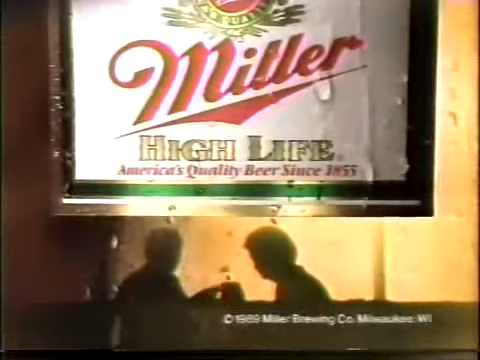 Miller
HIGH LIFE®
America's Quality Beer Since 1855
© 1989 Miller Brewing Co. Milwaukee, WI